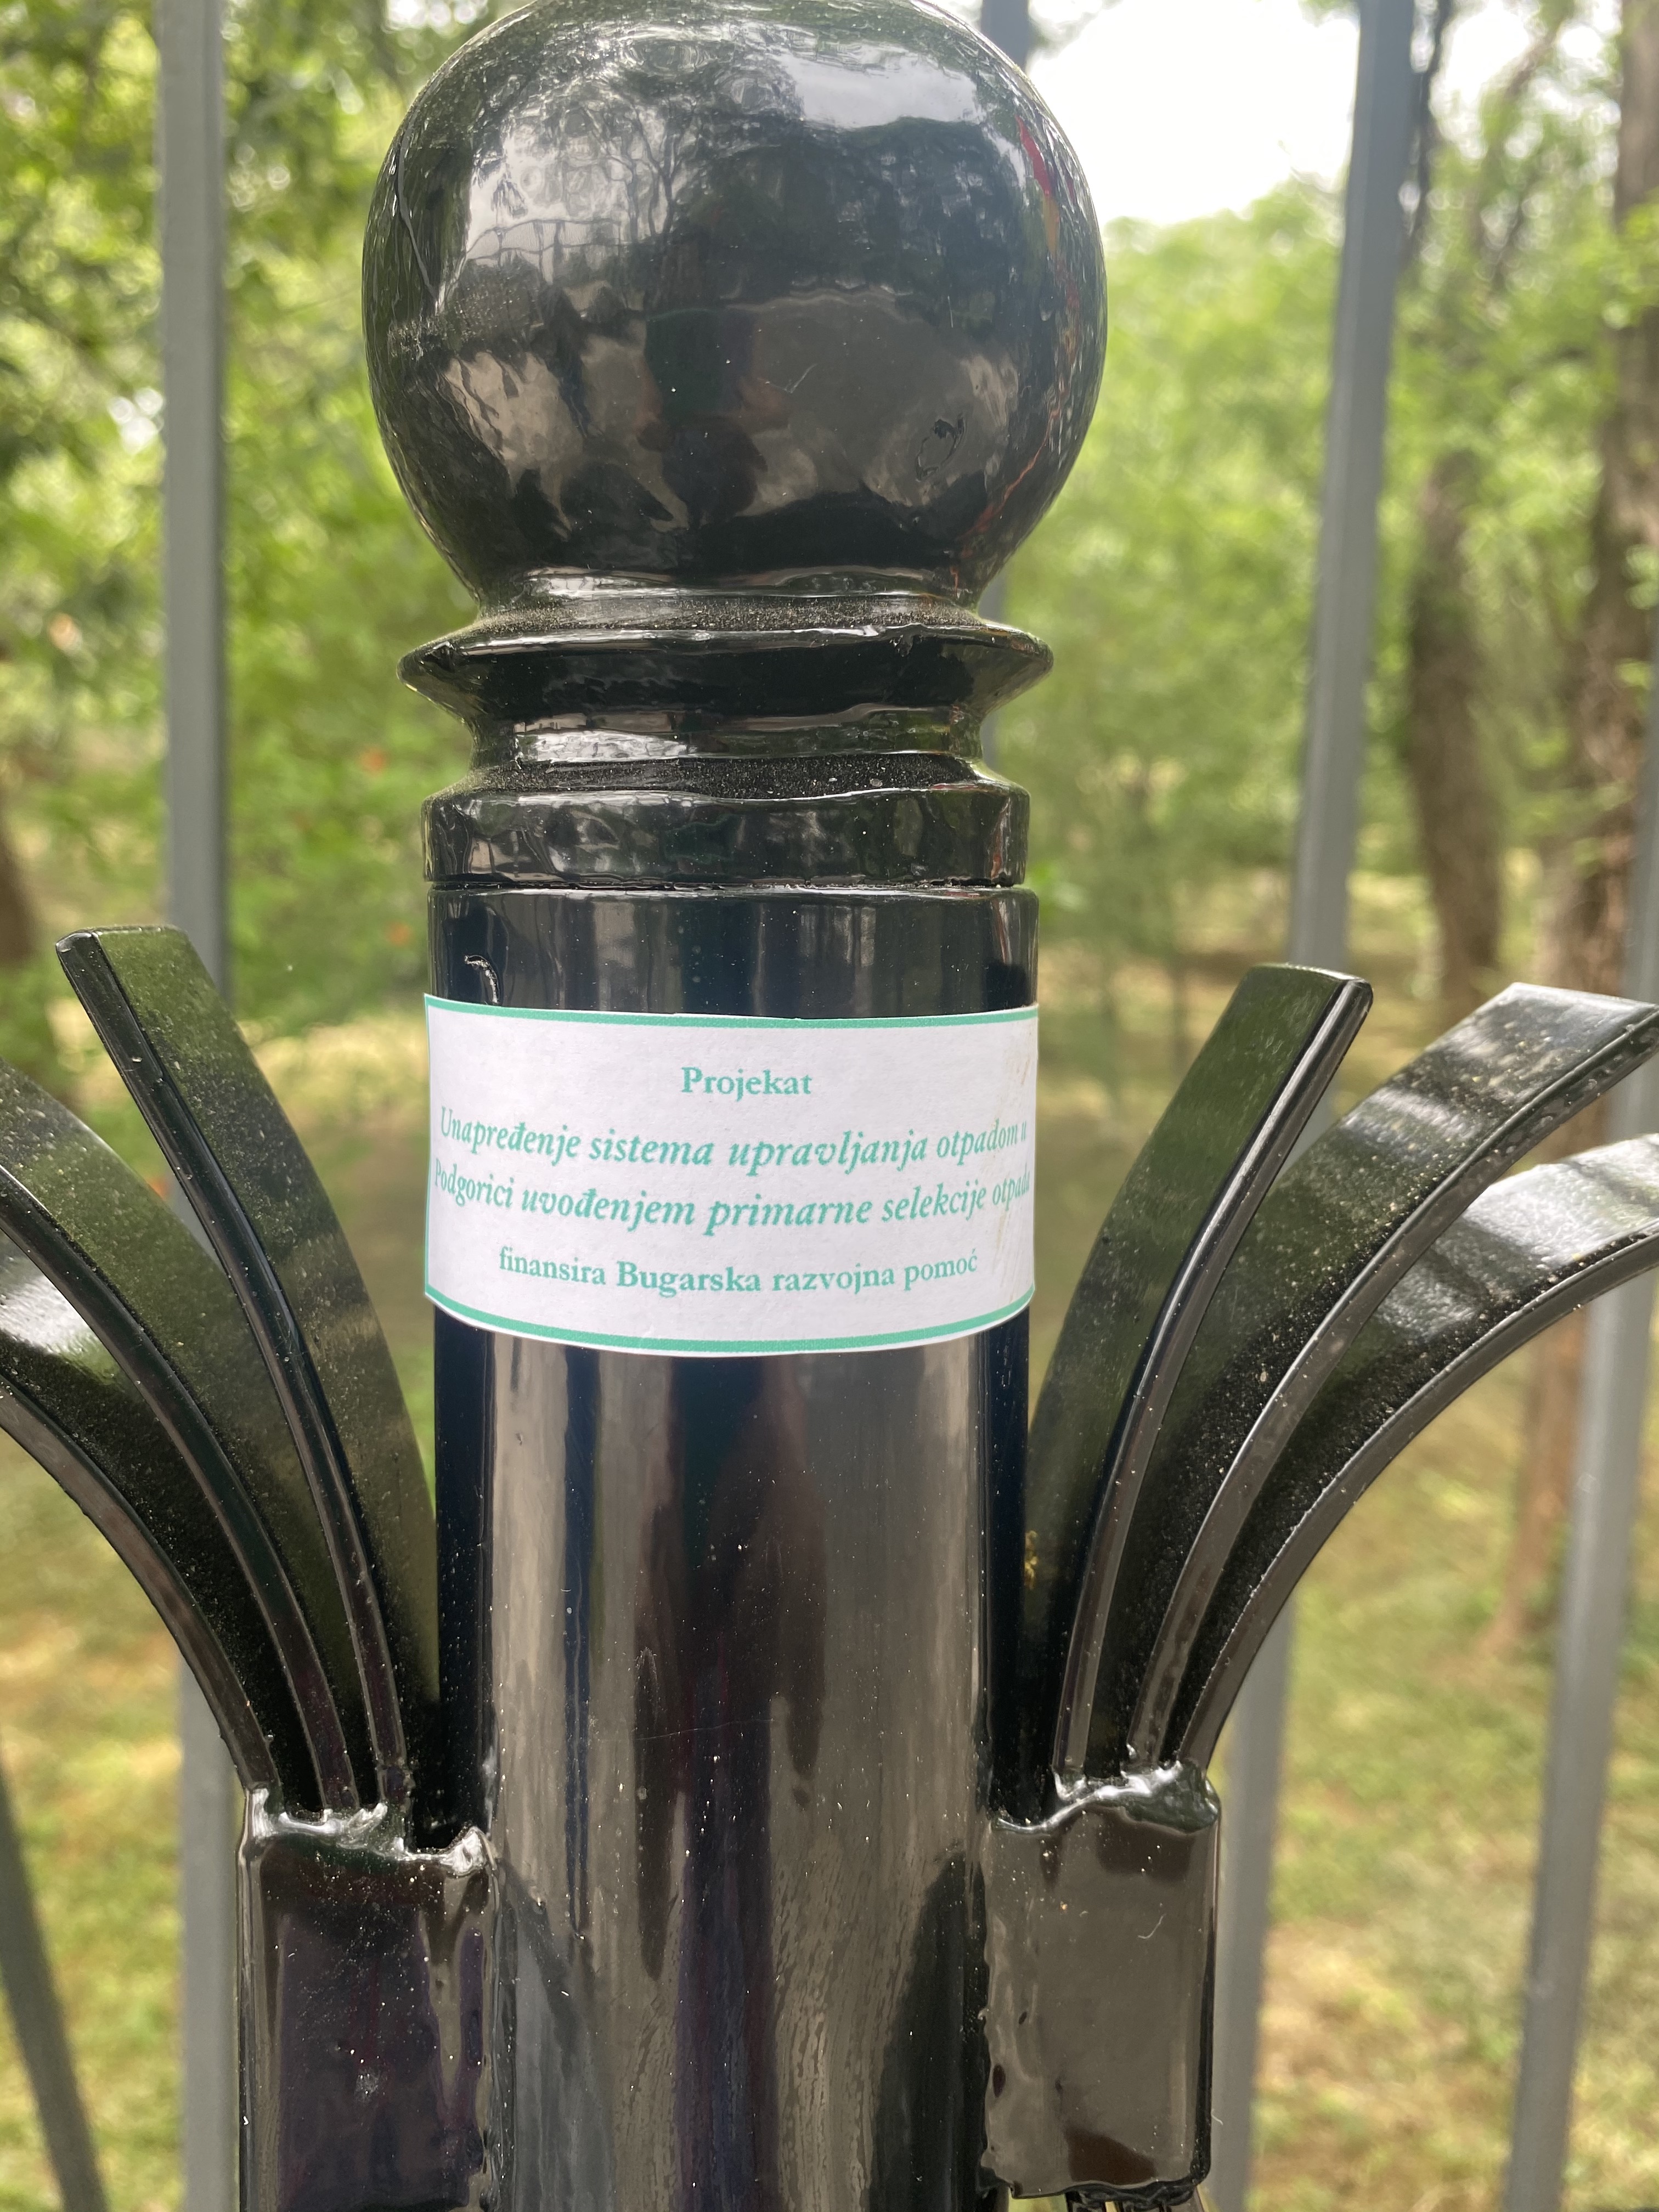 Projekat
Unapređenje sistema upravljanja otpadom u
Podgorici uvođenjem primarne selekcije otpada
finansira Bugarska razvojna pomoć